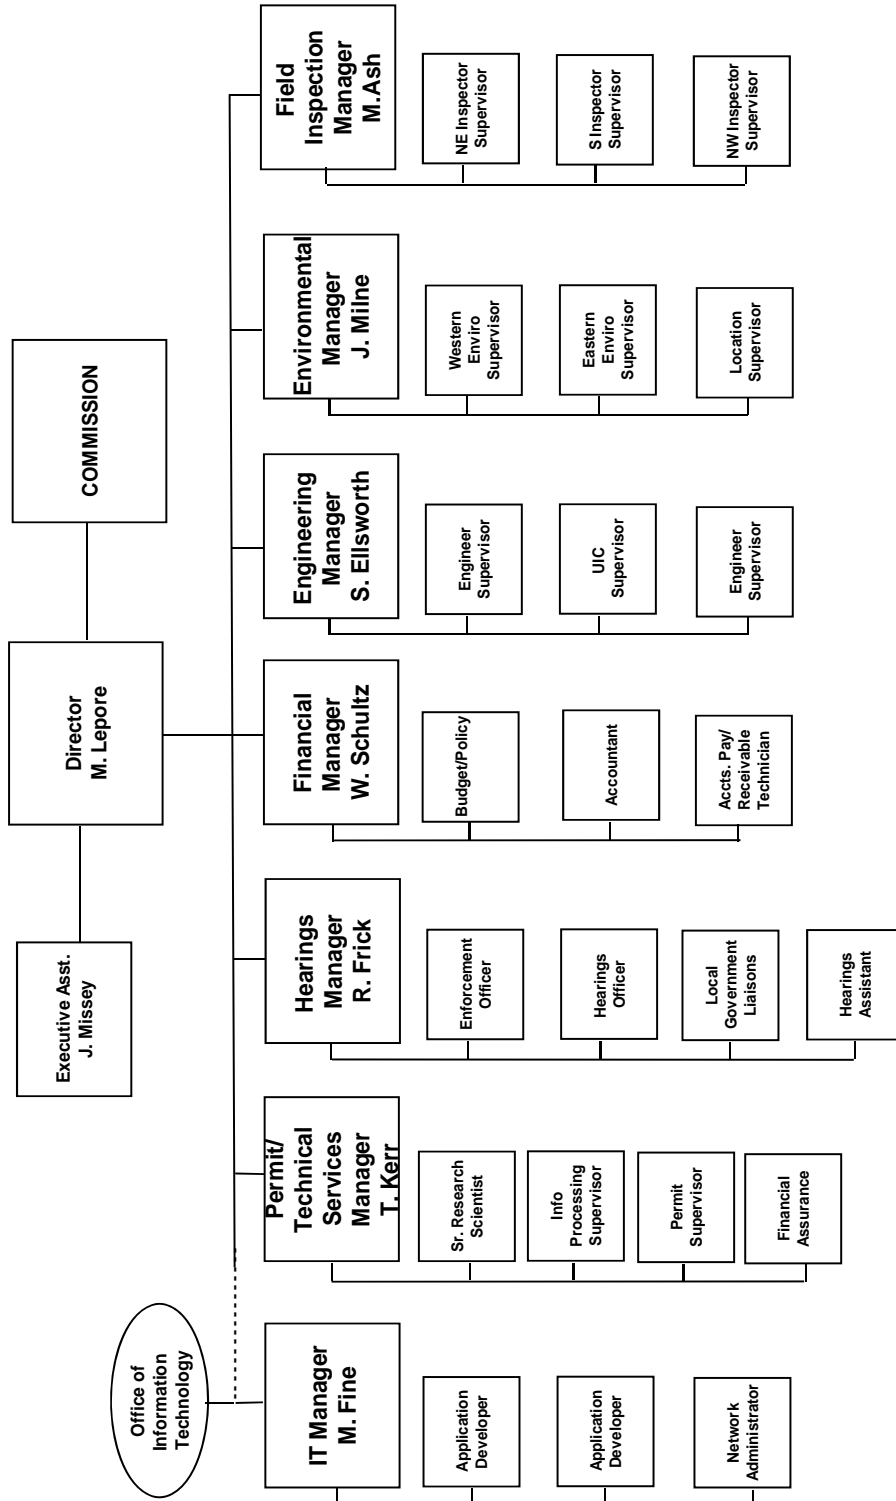 COMMISSION
Director
M. Lepore
Executive Asst.
J. Missey
Office of
Information
Technology
IT Manager
M. Fine
Application
Developer
Application
Developer
Network
Administrator
Permit/
Technical
Services
Manager
T. Kerr
Sr. Research
Scientist
Info
Processing
Supervisor
Permit
Supervisor
Financial
Assurance
Hearings
Manager
R. Frick
Enforcement
Officer
Hearings
Officer
Local
Government
Liaisons
Hearings
Assistant
Financial
Manager
W. Schultz
Budget/Policy
Accountant
Accts. Pay/
Receivable
Technician
Engineering
Manager
S. Ellsworth
Engineer
Supervisor
UIC
Supervisor
Engineer
Supervisor
Environmental
Manager
J. Milne
Western
Enviro
Supervisor
Eastern
Enviro
Supervisor
Location
Supervisor
Field
Inspection
Manager
M.Ash
NE Inspector
Supervisor
S Inspector
Supervisor
NW Inspector
Supervisor